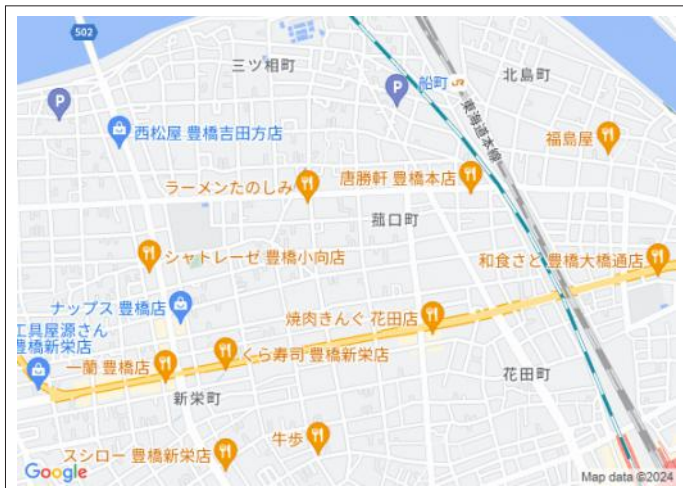 502
三ツ相町
北島町
P
P
船町
東海道本線
西松屋 豊橋吉田方店
福島屋
ラーメンたのしみ
唐勝軒 豊橋本店
菰口町
シャトレーゼ 豊橋小向店
和食さと 豊橋大橋通店
ナップス 豊橋店
焼肉きんぐ 花田店
工具屋源さん
豊橋新栄店
くら寿司 豊橋新栄店
一蘭 豊橋店
花田町
新栄町
牛歩
スシロー 豊橋新栄店
Google
Map data ©2024